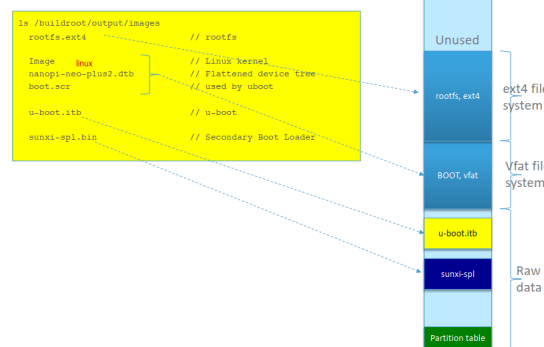 ls /buildroot/output/images
rootfs.ext4 // rootfs
Image linux // Linux kernel
nanopi-neo-plus2.dtb // Flattened device tree
boot.scr // used by uboot
u-boot.itb // u-boot
sunxi-spl.bin // Secondary Boot Loader
Unused
rootfs, ext4
ext4 file
system
BOOT, vfat
Vfat file
system
u-boot.itb
sunxi-spl
Raw
data
Partition table